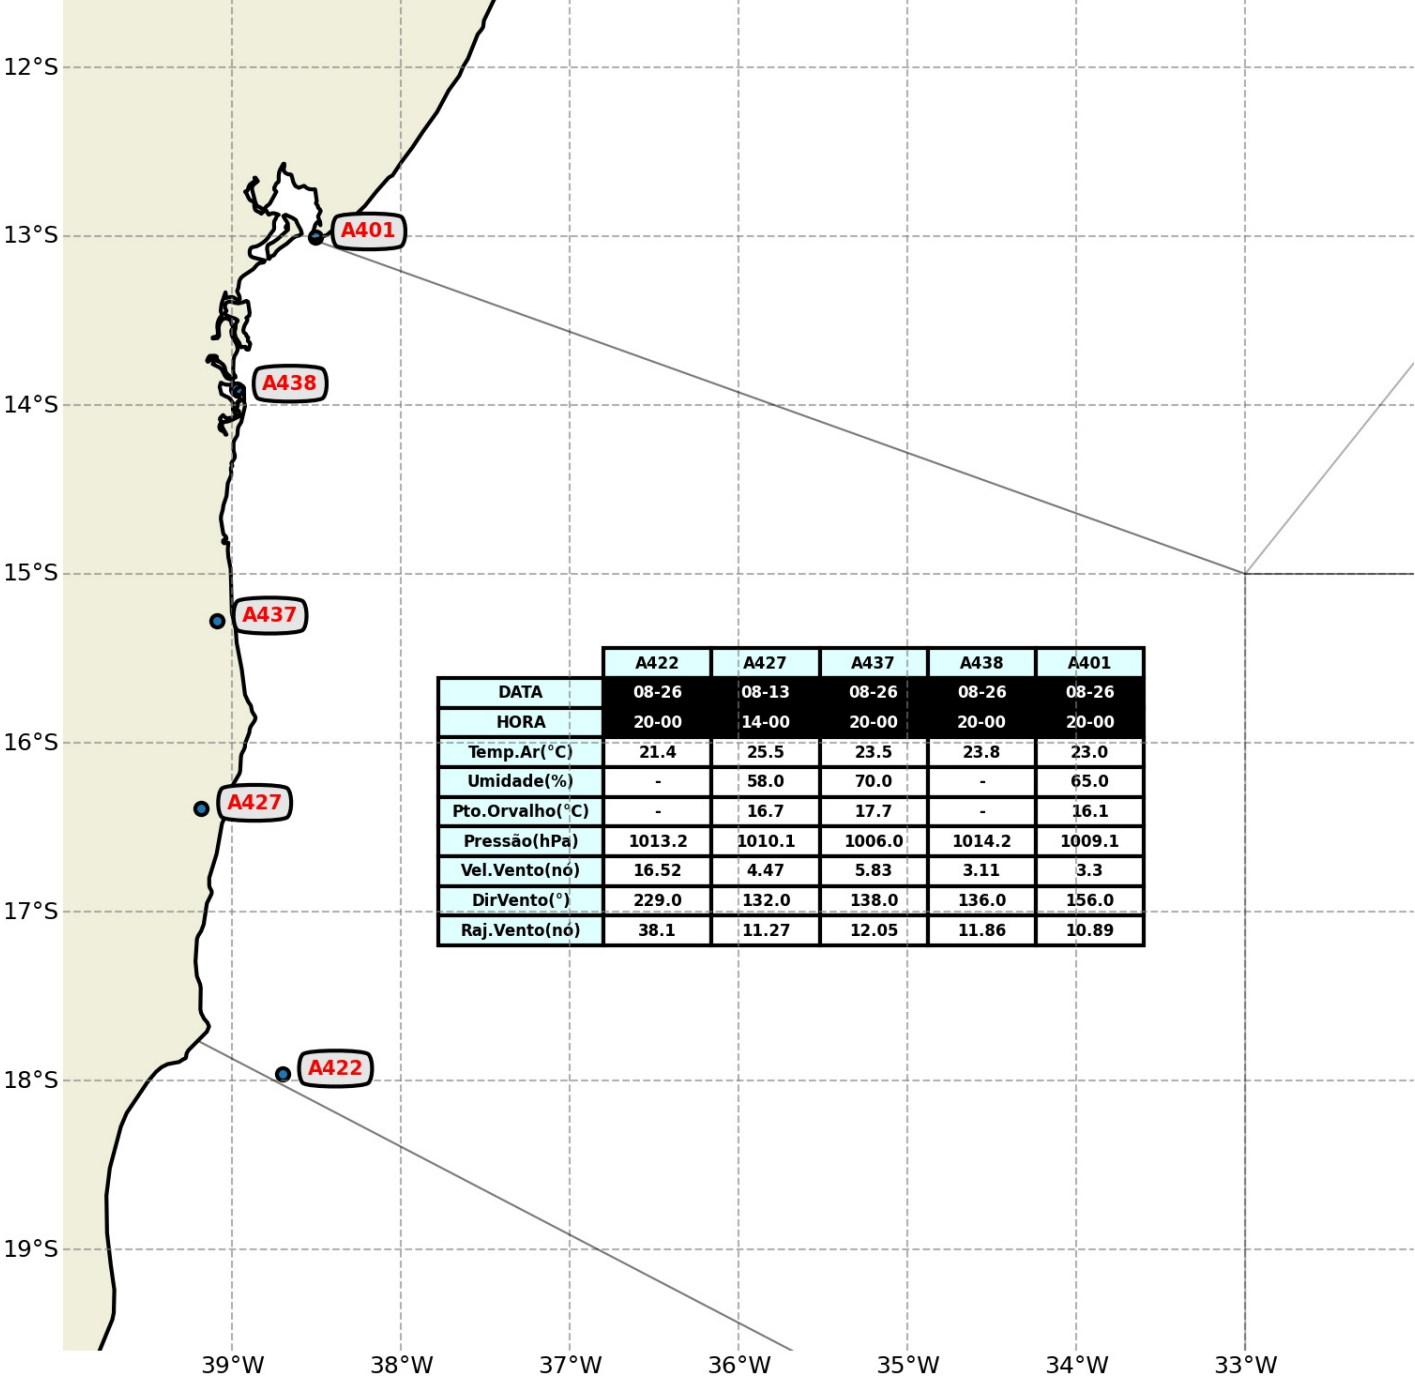 12°S
13°S
A401
A438
14°S
15°S
A437
A422 A427 A437 A438 A401
DATA 08-26 08-13 08-26 08-26 08-26
HORA 20-00 14-00 20-00 20-00 20-00
16°S
Temp.Ar(°C) 21.4 25.5 23.5 23.8 23.0
Umidade(%) - 58.0 70.0 - 65.0
A427
Pto.Orvalho(°C) - 16.7 17.7 - 16.1
Pressão(hPa) 1013.2 1010.1 1006.0 1014.2 1009.1
Vel.Vento(nó) 16.52 4.47 5.83 3.11 3.3
DirVento(°) 229.0 132.0 138.0 136.0 156.0
17°S
Raj.Vento(nó) 38.1 11.27 12.05 11.86 10.89
A422
18°S
19°S
39°W 38°W 37°W 36°W 35°W 34°W 33°W